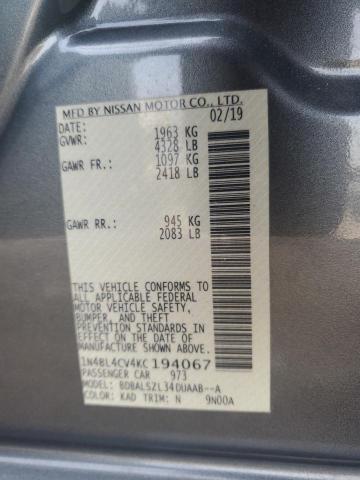 MFD BY NISSAN MOTOR CO., LTD.
DATE: 02/19
GVWR: 1963 KG
4328 LB
GAWR FR: 1097 KG
2418 LB
GAWR RR: 945 KG
2083 LB
THIS VEHICLE CONFORMS TO
ALL APPLICABLE FEDERAL
MOTOR VEHICLE SAFETY,
BUMPER, AND THEFT
PREVENTION STANDARDS IN
EFFECT ON THE DATE OF
MANUFACTURE SHOWN ABOVE.
1N4BL4CV4KC194067
PASSENGER CAR 973
MODEL: BDBALSZL34DUAAB--A
COLOR: KAD TRIM: N 9N00A